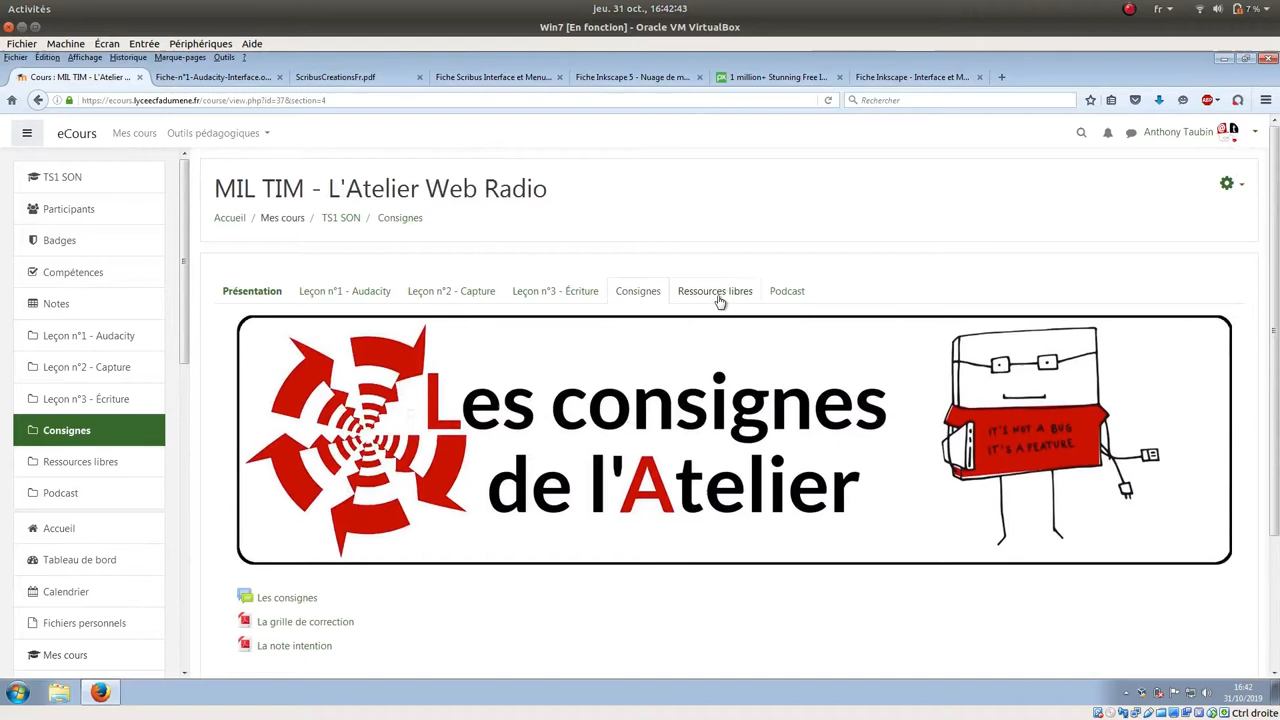 Activités
jeu. 31 oct., 16:42:43
fr
7 %
Win7 [En fonction] - Oracle VM VirtualBox
Fichier Machine Écran Entrée Périphériques Aide
Fichier Édition Affichage Historique Marque-pages Outils ?
Cours : MIL TIM - L'Atelier ...
Fiche-n°1-Audacity-Interface.o...
ScribusCreationsFr.pdf
Fiche Scribus Interface et Menu...
Fiche Inkscape 5 - Nuage de m...
1 million+ Stunning Free I...
Fiche Inkscape - Interface et M...
https://ecours.lyceecfadumene.fr/course/view.php?id=37&section=4
Rechercher
eCours
Mes cours
Outils pédagogiques
Anthony Taubin
TS1 SON
Participants
Badges
Compétences
Notes
Leçon n°1 - Audacity
Leçon n°2 - Capture
Leçon n°3 - Écriture
Consignes
Ressources libres
Podcast
Accueil
Tableau de bord
Calendrier
Fichiers personnels
Mes cours
MIL TIM - L'Atelier Web Radio
Accueil / Mes cours / TS1 SON / Consignes
Présentation Leçon n°1 - Audacity Leçon n°2 - Capture Leçon n°3 - Écriture Consignes Ressources libres Podcast
Les consignes
de l'Atelier
IT'S NOT A BUG
IT'S A FEATURE
Les consignes
La grille de correction
La note intention
16:42
31/10/2019
Ctrl droite